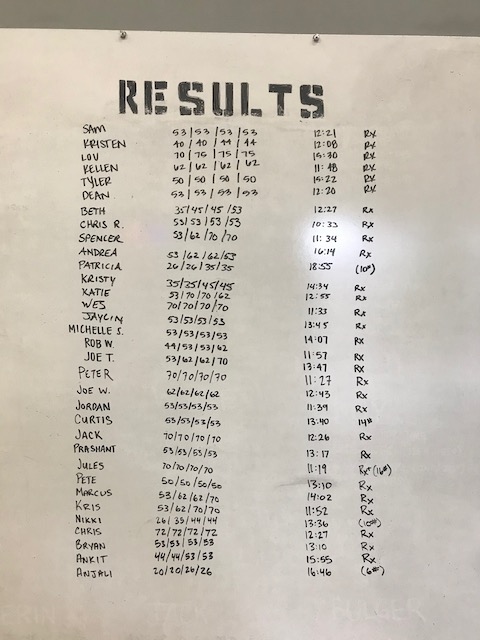 RESULTS
SAM 53/53/53/53 12:21 Rx
KRISTEN 40/40/44/44 12:08 Rx
LOU 70/75/75/75 15:30 Rx
KELLEN 62/62/62/62 11:48 Rx
TYLER 50/50/50/50 15:22 Rx
DEAN 53/53/53/53 12:20 Rx
BETH 35/45/45/53 12:27 Rx
CHRIS R. 53/53/53/53 10:33 Rx
SPENCER 53/62/70/70 11:34 Rx
ANDREA 53/62/62/53 16:14 Rx
PATRICIA 26/26/35/35 18:55 (10#)
KRISTY 35/35/45/45 14:34 Rx
KATIE 53/70/70/62 12:55 Rx
WES 70/70/70/70 11:33 Rx
JAYCIN 53/53/53/53 13:45 Rx
MICHELLE S. 53/53/53/53 14:07 Rx
ROB W. 44/53/53/62 11:57 Rx
JOE T. 53/62/62/70 13:47 Rx
PETER 70/70/70/70 11:27 Rx
JOE W. 62/62/62/62 12:43 Rx
JORDAN 53/53/53/53 11:39 Rx
CURTIS 53/53/53/53 13:40 14#
JACK 70/70/70/70 12:26 Rx
PRASHANT 53/53/53/53 13:17 Rx
JULES 70/70/70/70 11:19 Rx+ (16#)
PETE 50/50/50/50 13:10 Rx
MARCUS 53/62/62/70 14:02 Rx
KRIS 53/62/70/70 11:52 Rx
NIKKI 26/35/44/44 13:36 (10#)
CHRIS 72/72/72/72 12:27 Rx
BRYAN 53/53/53/53 13:10 Rx
ANKIT 44/44/53/53 15:55 Rx
ANJALI 20/20/26/26 16:46 (6#)
BULGER